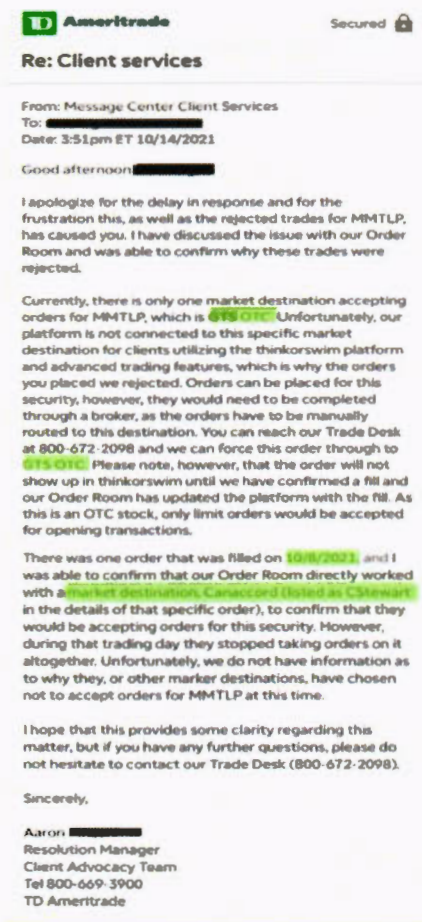 TD Ameritrade
Secured
Re: Client services
From: Message Center Client Services
To:
Date: 3:51pm ET 10/14/2021
Good afternoon
I apologize for the delay in response and for the
frustration this, as well as the rejected trades for MMTLP,
has caused you. I have discussed the issue with our Order
Room and was able to confirm why these trades were
rejected.
Currently, there is only one market destination accepting
orders for MMTLP, which is GTS OTC. Unfortunately, our
platform is not connected to this specific market
destination for clients utilizing the thinkorswim platform
and advanced trading features, which is why the orders
you placed we rejected. Orders can be placed for this
security, however, they would need to be completed
through a broker, as the orders have to be manually
routed to this destination. You can reach our Trade Desk
at 800-672-2098 and we can force this order through to
GTS OTC. Please note, however, that the order will not
show up in thinkorswim until we have confirmed a fill and
our Order Room has updated the platform with the fill. As
this is an OTC stock, only limit orders would be accepted
for opening transactions.
There was one order that was filled on 10/8/2021, and I
was able to confirm that our Order Room directly worked
with a market destination, Canaccord (listed as CStewart
in the details of that specific order), to confirm that they
would be accepting orders for this security. However,
during that trading day they stopped taking orders on it
altogether. Unfortunately, we do not have information as
to why they, or other marker destinations, have chosen
not to accept orders for MMTLP at this time.
I hope that this provides some clarity regarding this
matter, but if you have any further questions, please do
not hesitate to contact our Trade Desk (800-672-2098).
Sincerely,
Aaron
Resolution Manager
Client Advocacy Team
Tel 800-669-3900
TD Ameritrade